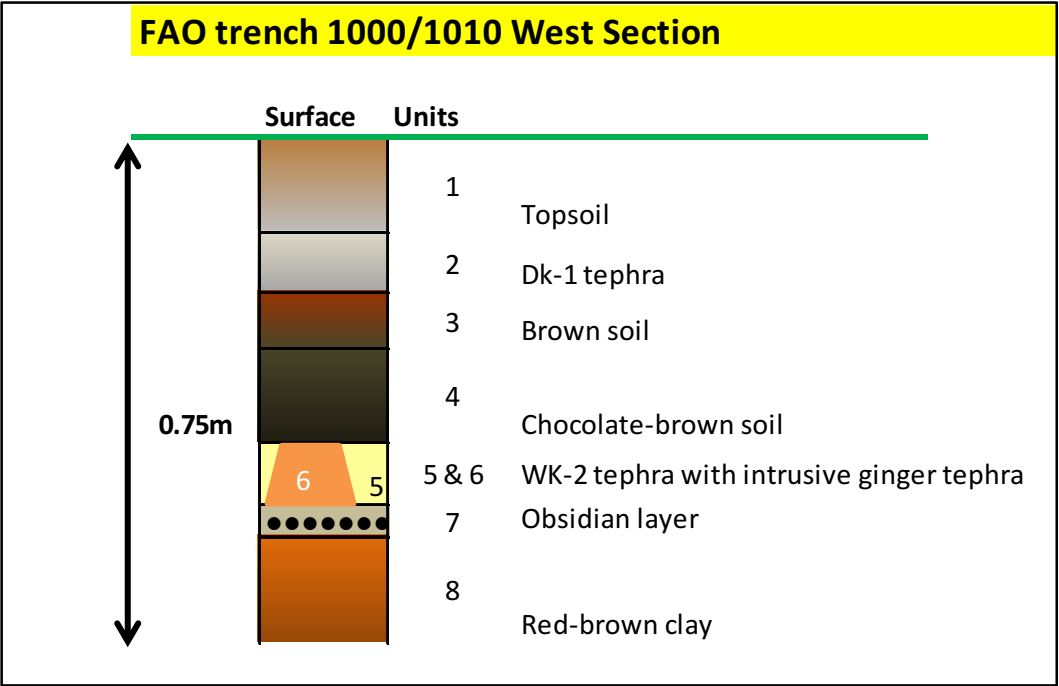 FAO trench 1000/1010 West Section
Surface Units
1
Topsoil
2
Dk-1 tephra
3
Brown soil
4
0.75m
Chocolate-brown soil
6 5
5 & 6 WK-2 tephra with intrusive ginger tephra
7 Obsidian layer
8
Red-brown clay